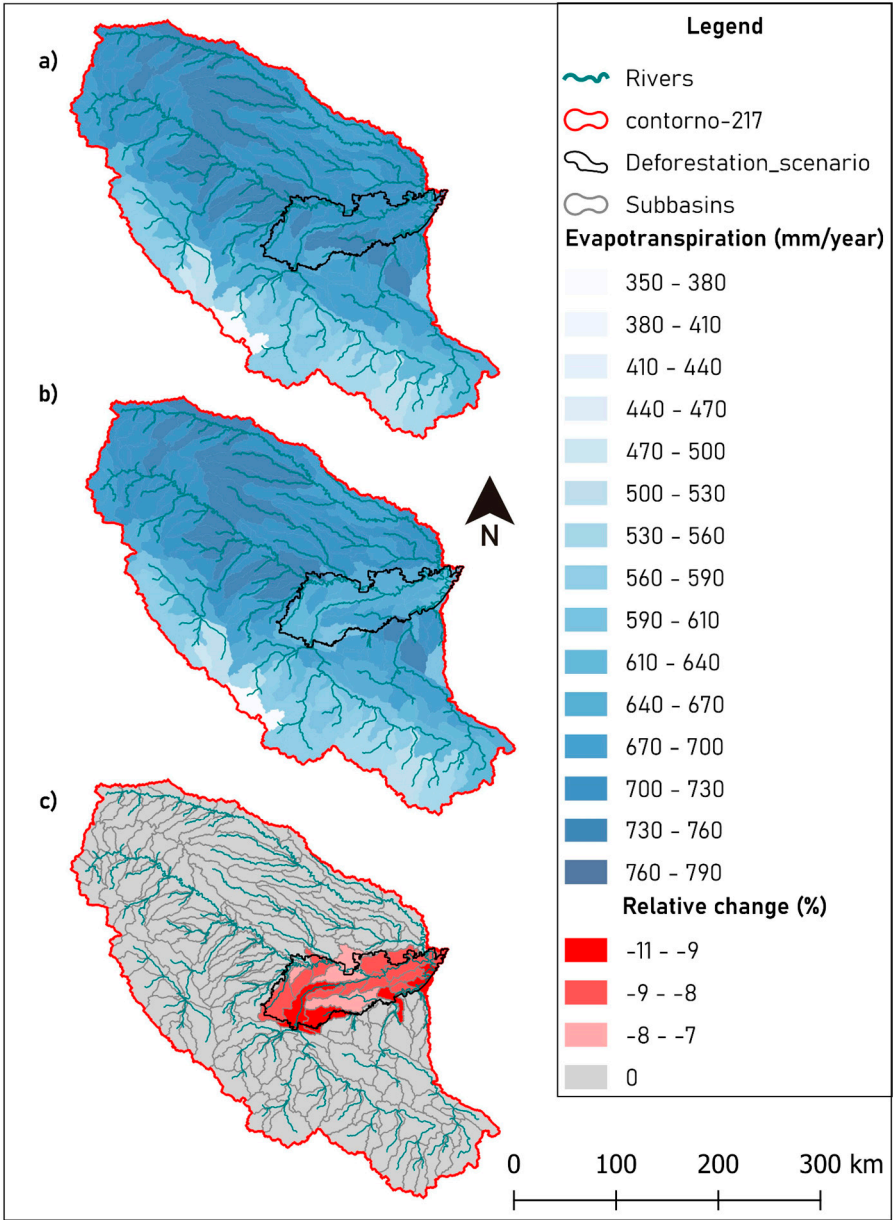 a)
b)
N
c)
Legend
Rivers
contorno-217
Deforestation_scenario
Subbasins
Evapotranspiration (mm/year)
350 - 380
380 - 410
410 - 440
440 - 470
470 - 500
500 - 530
530 - 560
560 - 590
590 - 610
610 - 640
640 - 670
670 - 700
700 - 730
730 - 760
760 - 790
Relative change (%)
-11 - -9
-9 - -8
-8 - -7
0
0 100 200 300 km